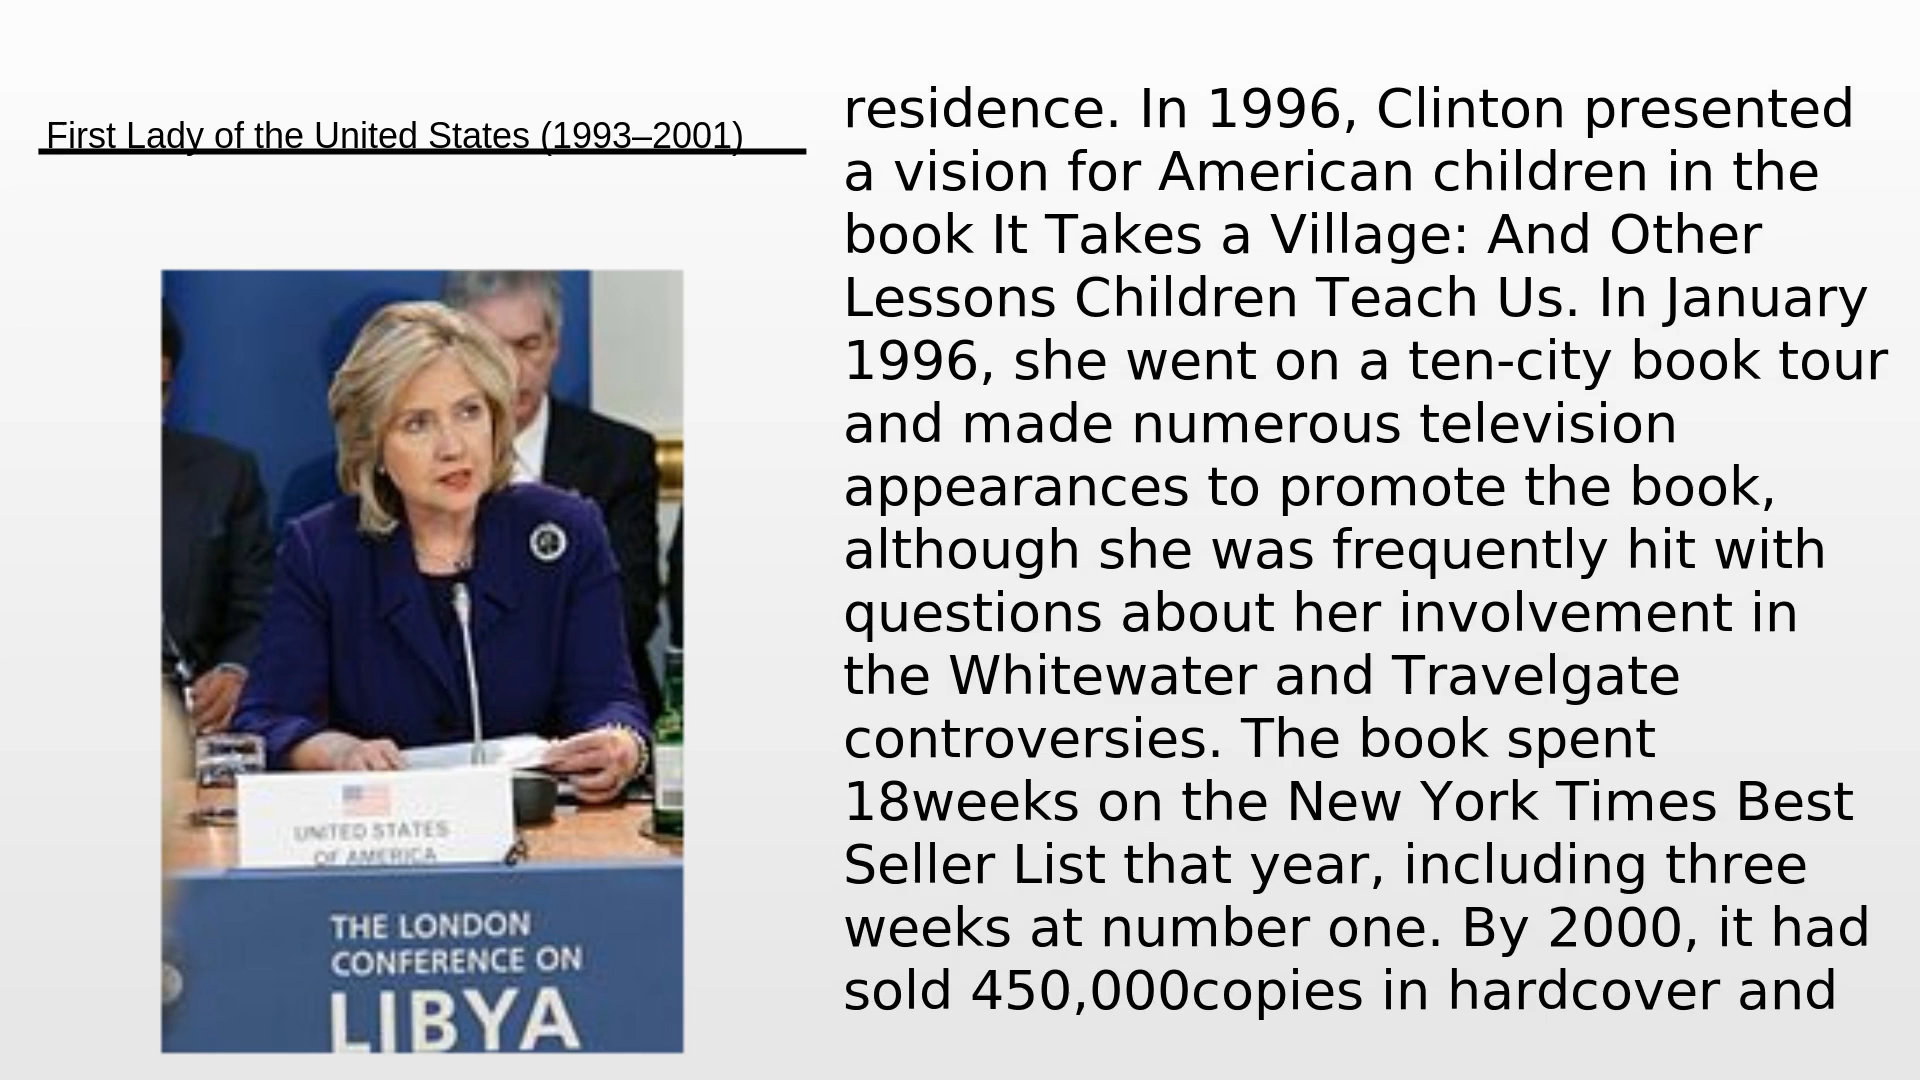 First Lady of the United States (1993–2001)
residence. In 1996, Clinton presented
a vision for American children in the
book It Takes a Village: And Other
Lessons Children Teach Us. In January
1996, she went on a ten-city book tour
and made numerous television
appearances to promote the book,
although she was frequently hit with
questions about her involvement in
the Whitewater and Travelgate
controversies. The book spent
18weeks on the New York Times Best
Seller List that year, including three
weeks at number one. By 2000, it had
sold 450,000copies in hardcover and
UNITED STATES
OF AMERICA
THE LONDON
CONFERENCE ON
LIBYA